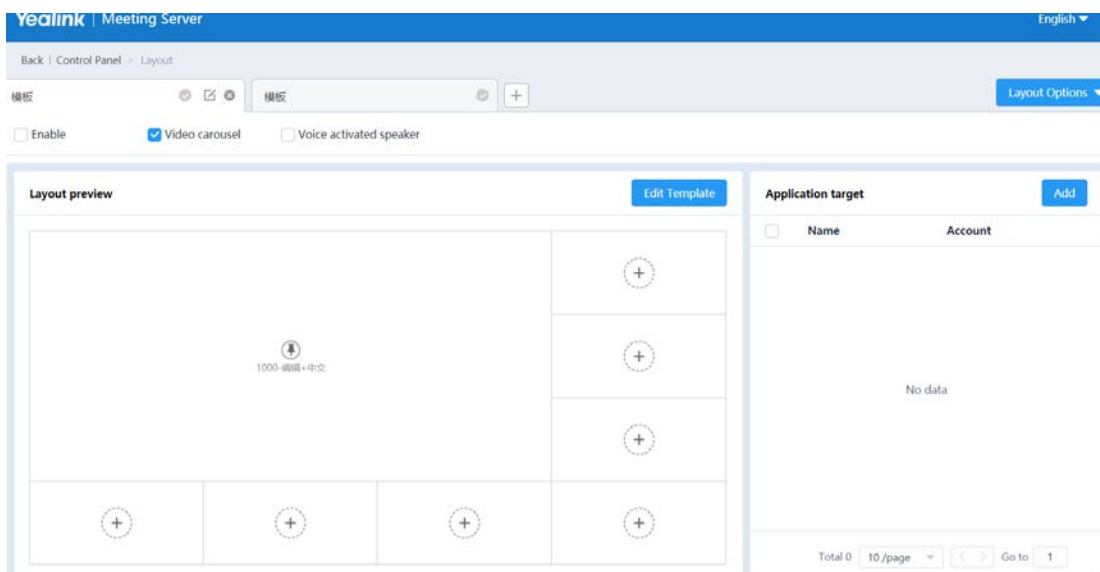 Yealink | Meeting Server
English
Back | Control Panel > Layout
模板
模板
Layout Options
Enable
Video carousel
Voice activated speaker
Layout preview
Edit Template
Application target
Add
Name
Account
1000-编辑+中文
No data
Total 0
10 /page
Go to
1